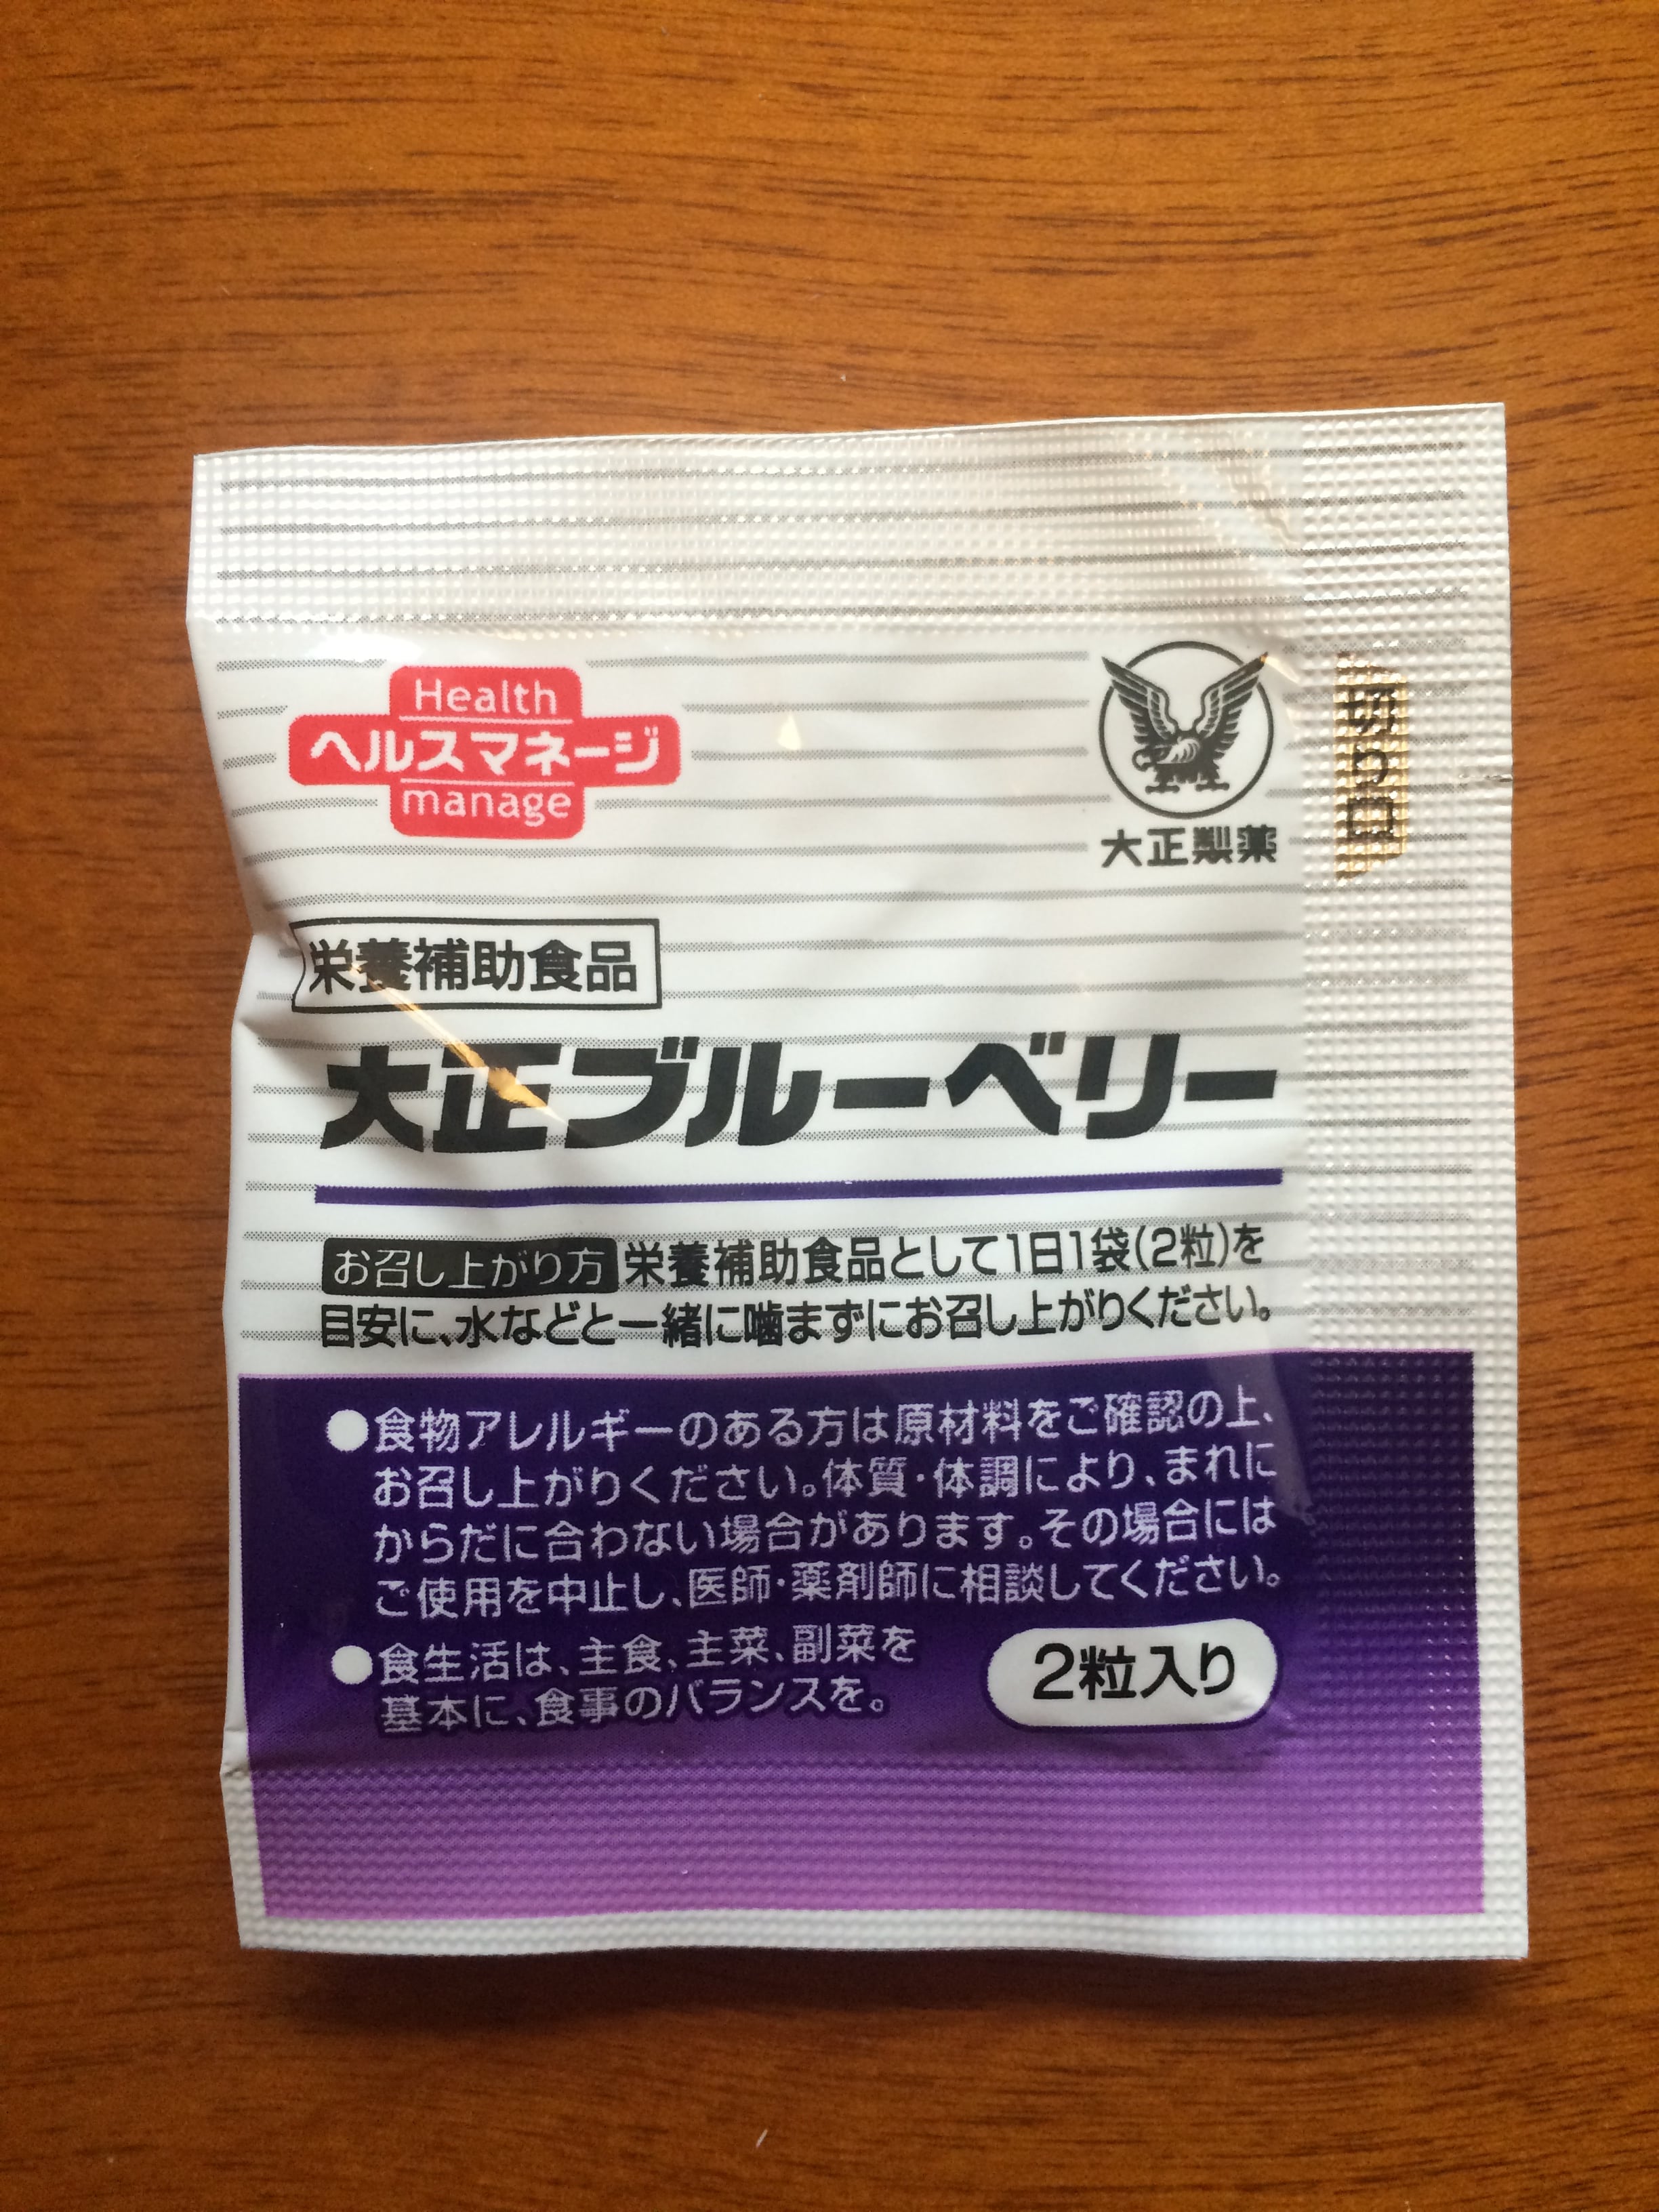 Health
ヘルスマネージ
manage
大正製薬
切り口
栄養補助食品
大正ブルーベリー
お召し上がり方 栄養補助食品として1日1袋(2粒)を
目安に、水などと一緒に噛まずにお召し上がりください。
●食物アレルギーのある方は原材料をご確認の上、
お召し上がりください。体質・体調により、まれに
からだに合わない場合があります。その場合には
ご使用を中止し、医師・薬剤師に相談してください。
●食生活は、主食、主菜、副菜を
基本に、食事のバランスを。
2粒入り